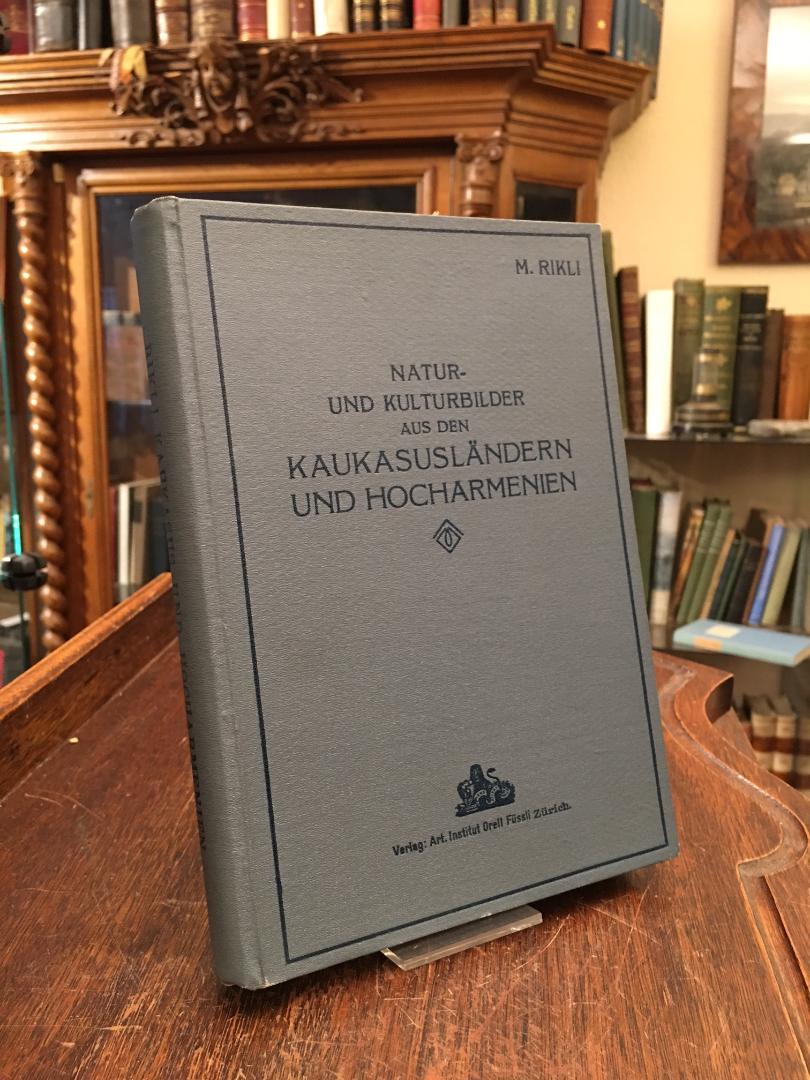 M. RIKLI
NATUR-
UND KULTURBILDER
AUS DEN
KAUKASUSLÄNDERN
UND HOCHARMENIEN
Verlag: Art. Institut Orell Füssli Zürich.